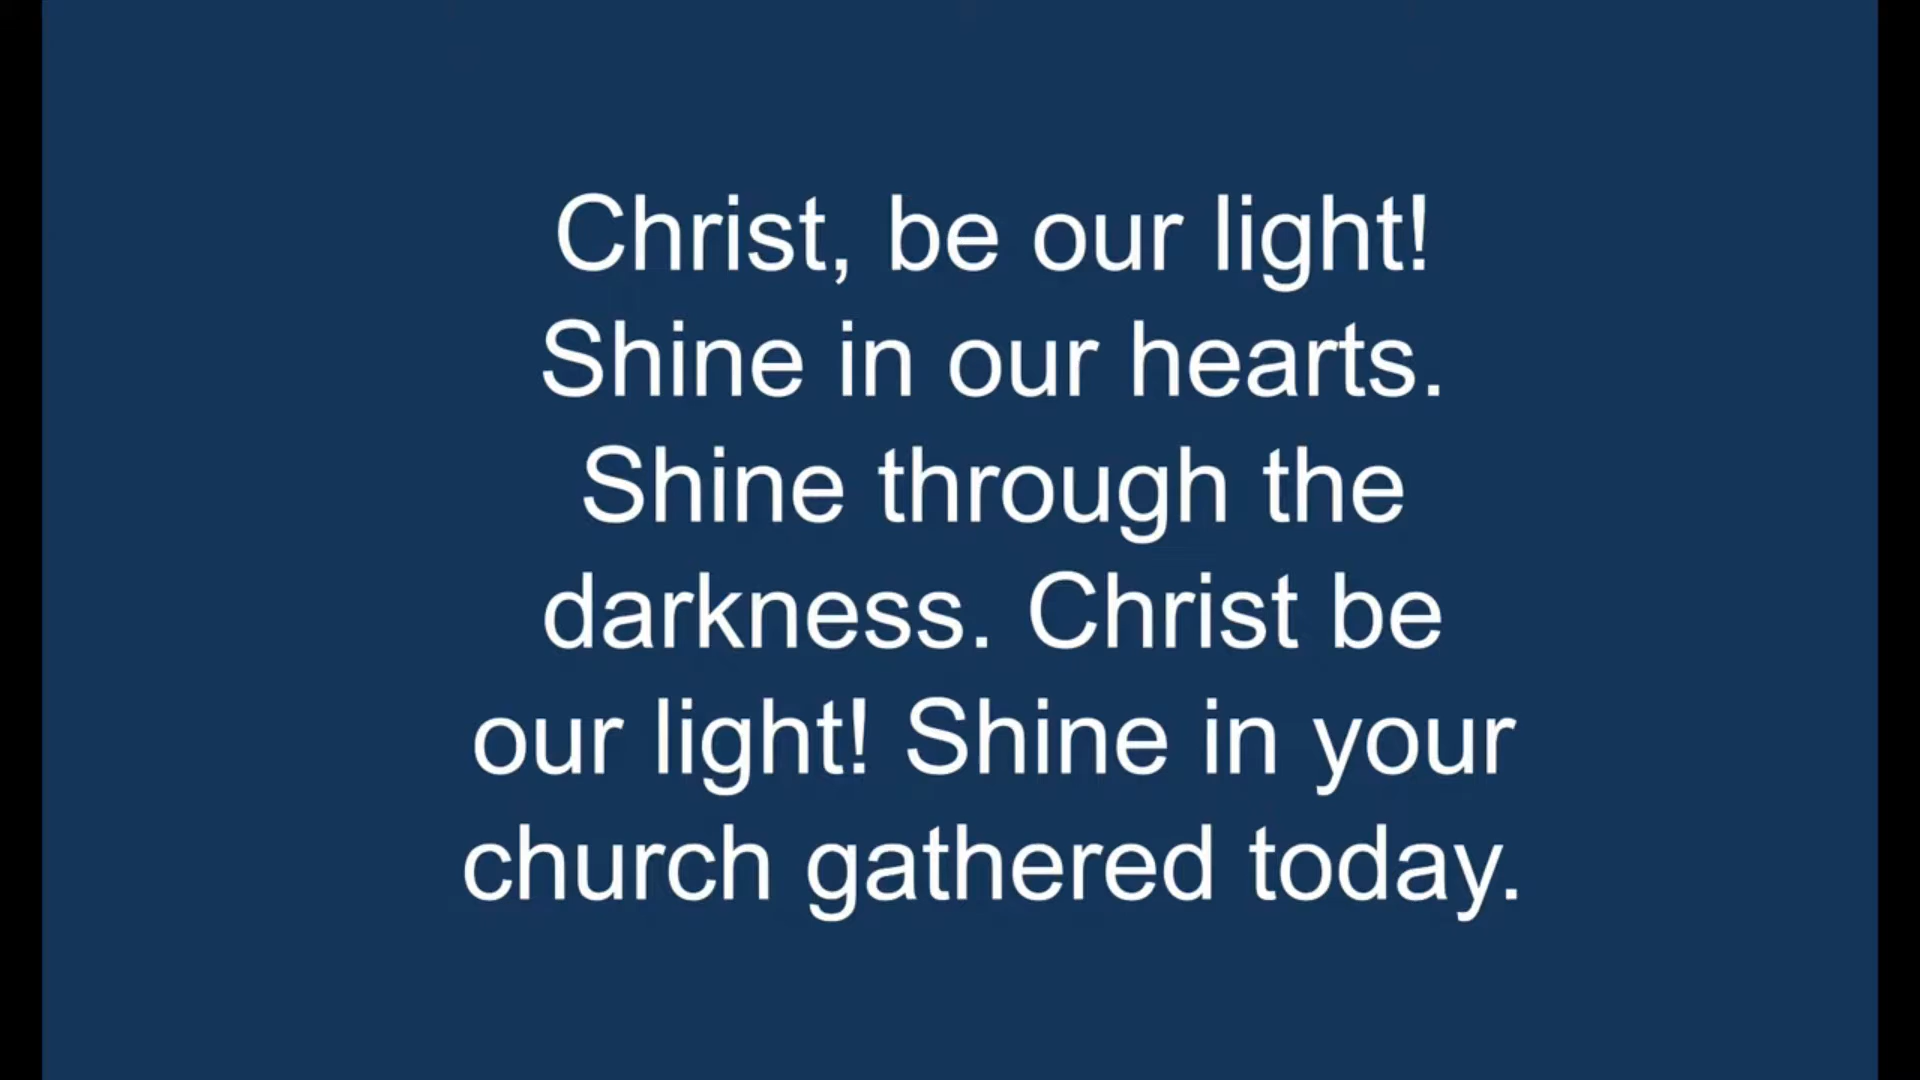 Christ, be our light!
Shine in our hearts.
Shine through the
darkness. Christ be
our light! Shine in your
church gathered today.